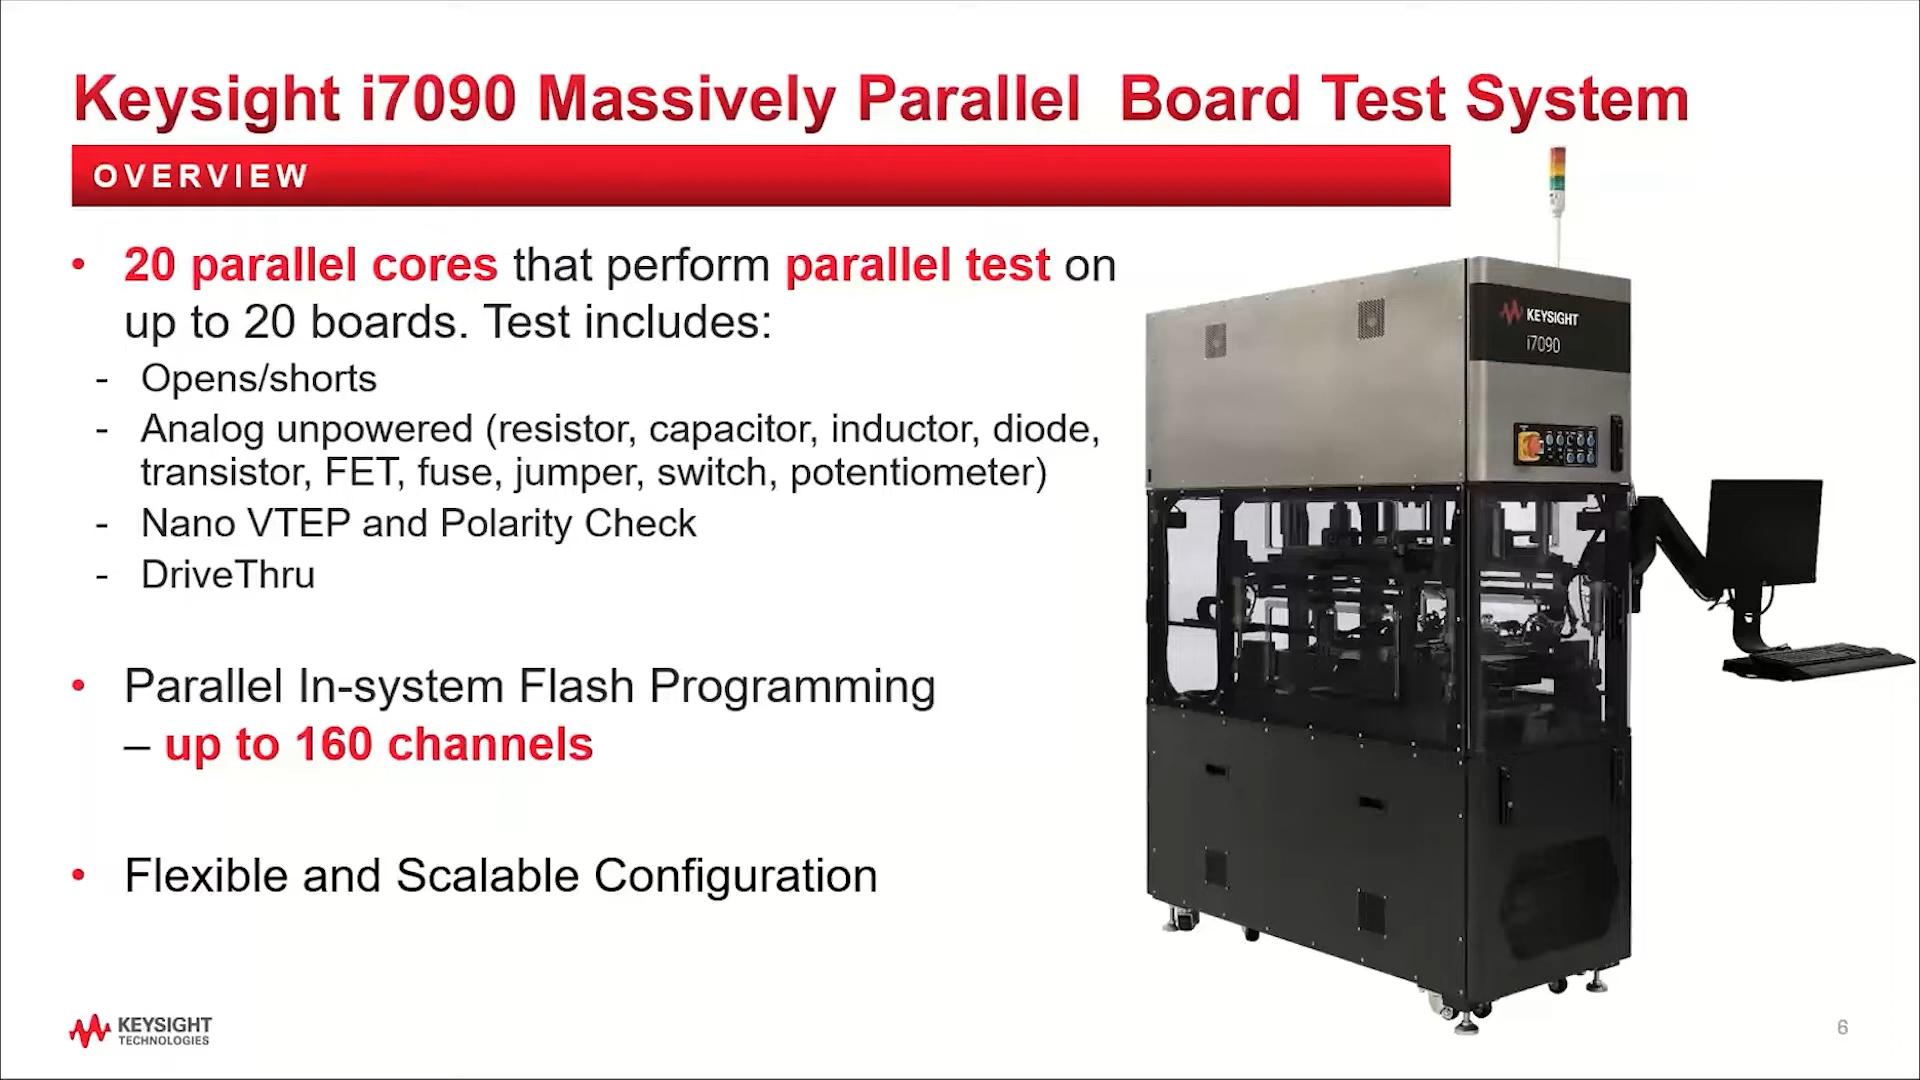 Keysight i7090 Massively Parallel  Board Test System
OVERVIEW
• 20 parallel cores that perform parallel test on
up to 20 boards. Test includes:
- Opens/shorts
- Analog unpowered (resistor, capacitor, inductor, diode,
transistor, FET, fuse, jumper, switch, potentiometer)
- Nano VTEP and Polarity Check
- DriveThru
• Parallel In-system Flash Programming
– up to 160 channels
• Flexible and Scalable Configuration
KEYSIGHT
i7090
KEYSIGHT
TECHNOLOGIES
6